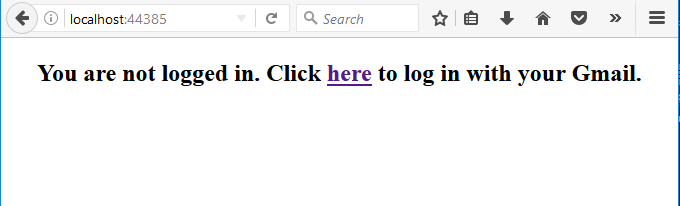 localhost:44385
Search
You are not logged in. Click here to log in with your Gmail.